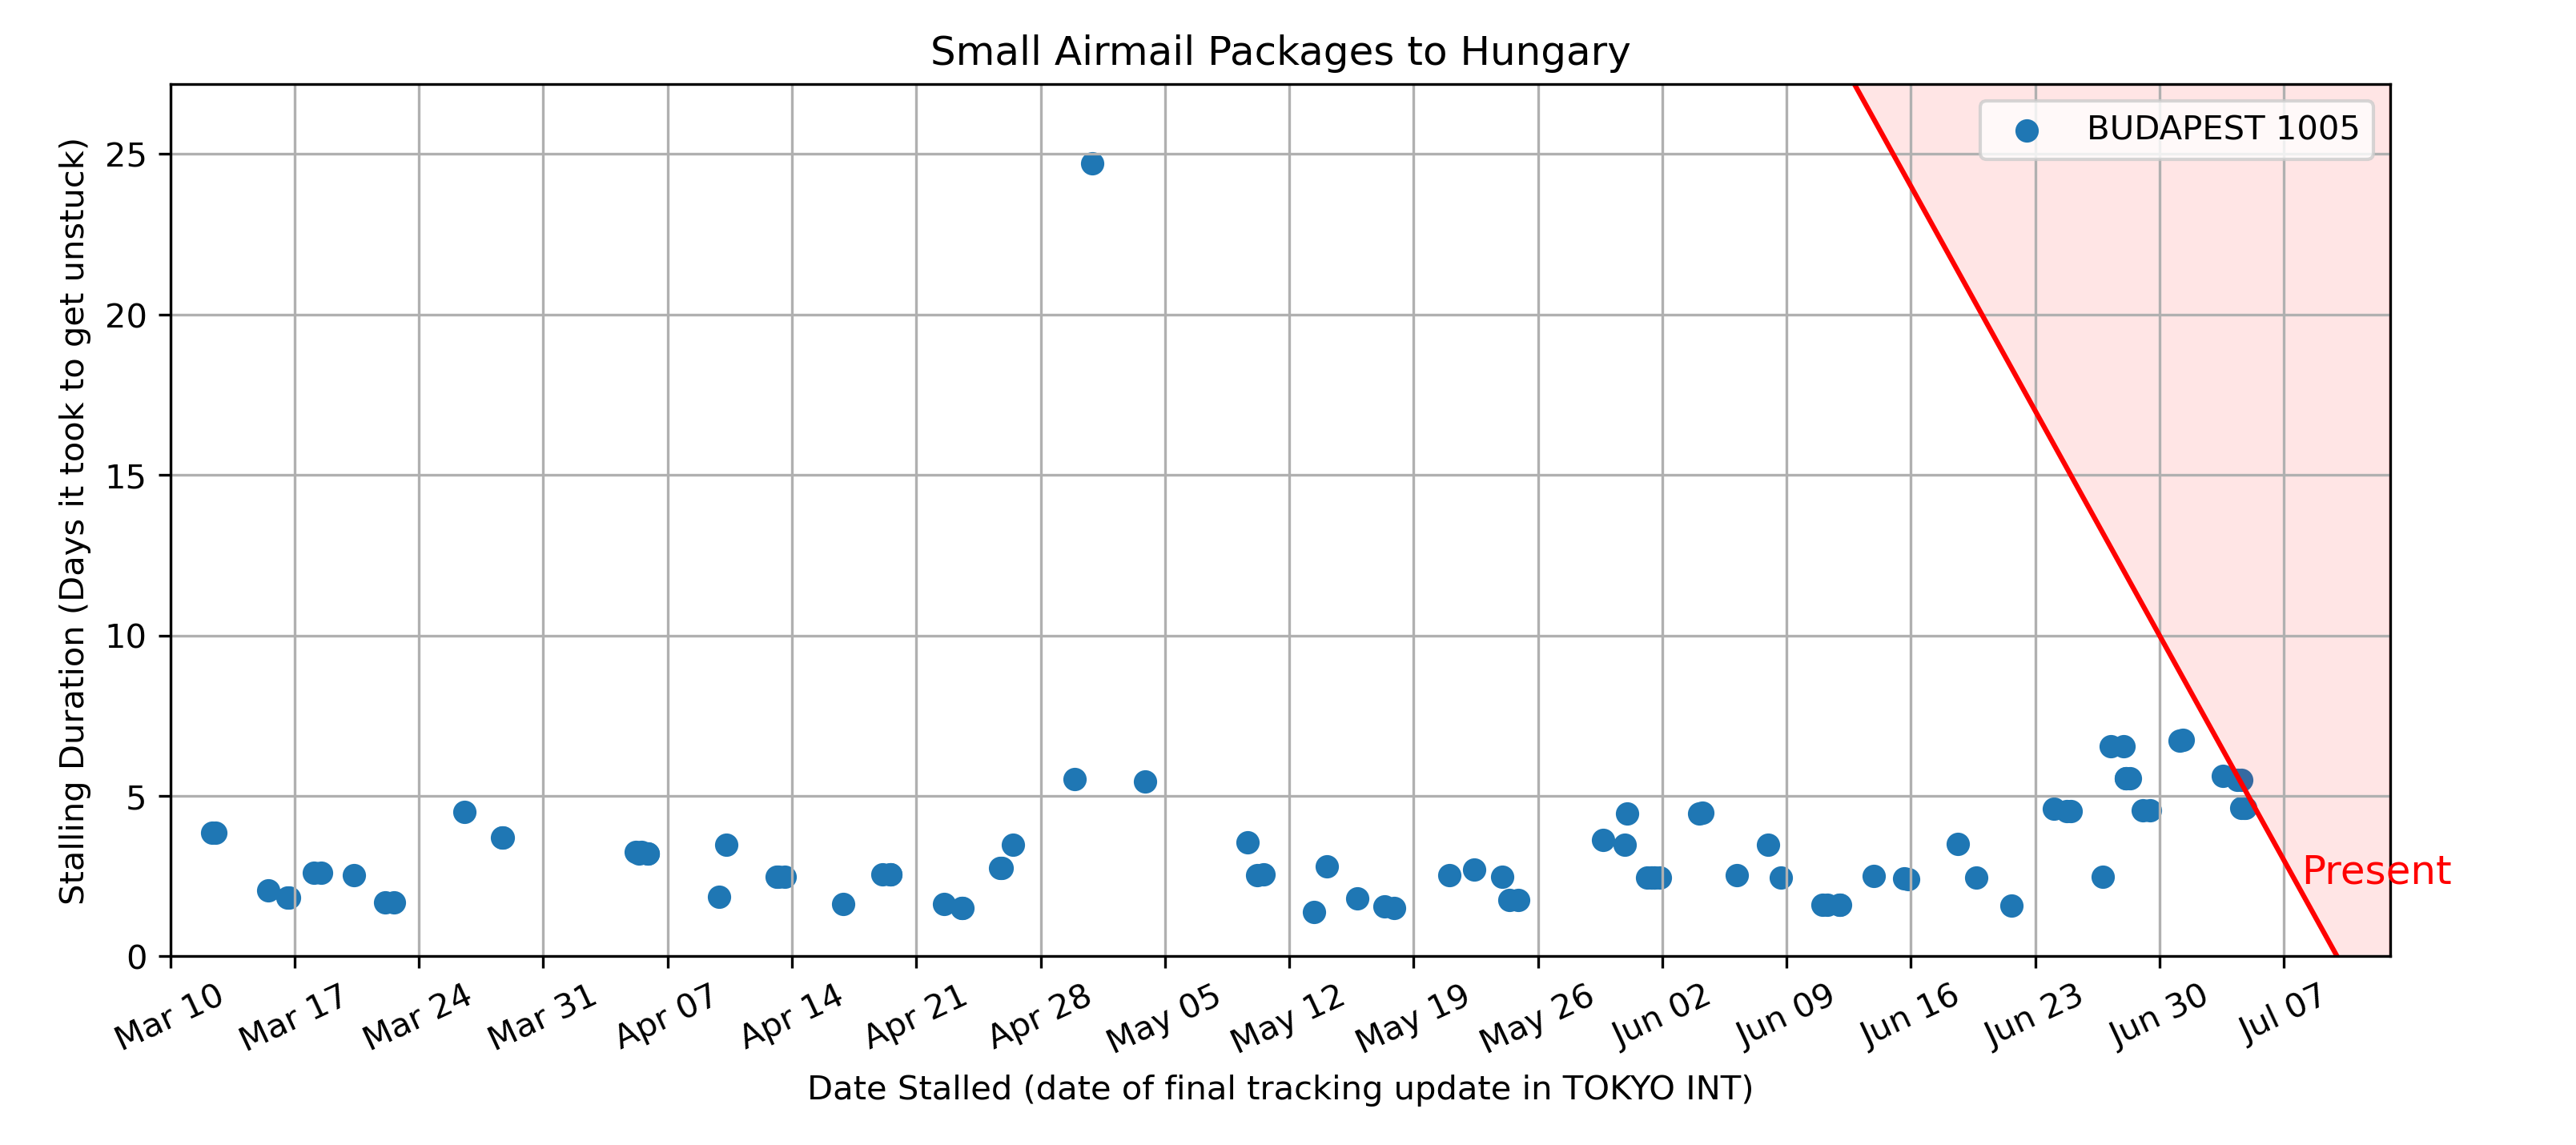 Small Airmail Packages to Hungary
BUDAPEST 1005
Stalling Duration (Days it took to get unstuck)
25
20
15
10
5
0
Present
Mar 10
Mar 17
Mar 24
Mar 31
Apr 07
Apr 14
Apr 21
Apr 28
May 05
May 12
May 19
May 26
Jun 02
Jun 09
Jun 16
Jun 23
Jun 30
Jul 07
Date Stalled (date of final tracking update in TOKYO INT)